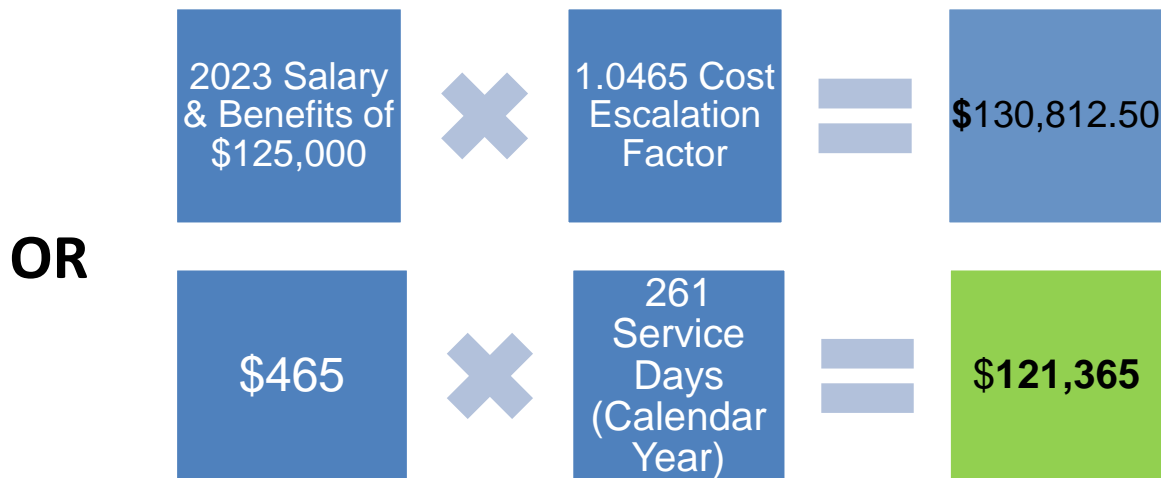 2023 Salary
& Benefits of
$125,000
1.0465 Cost
Escalation
Factor
$130,812.50
OR
$465
261
Service
Days
(Calendar
Year)
$121,365